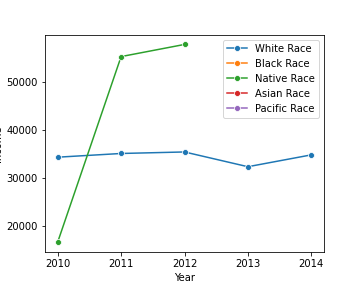 White Race
Black Race
Native Race
Asian Race
Pacific Race
50000
40000
30000
20000
2010 2011 2012 2013 2014
Year